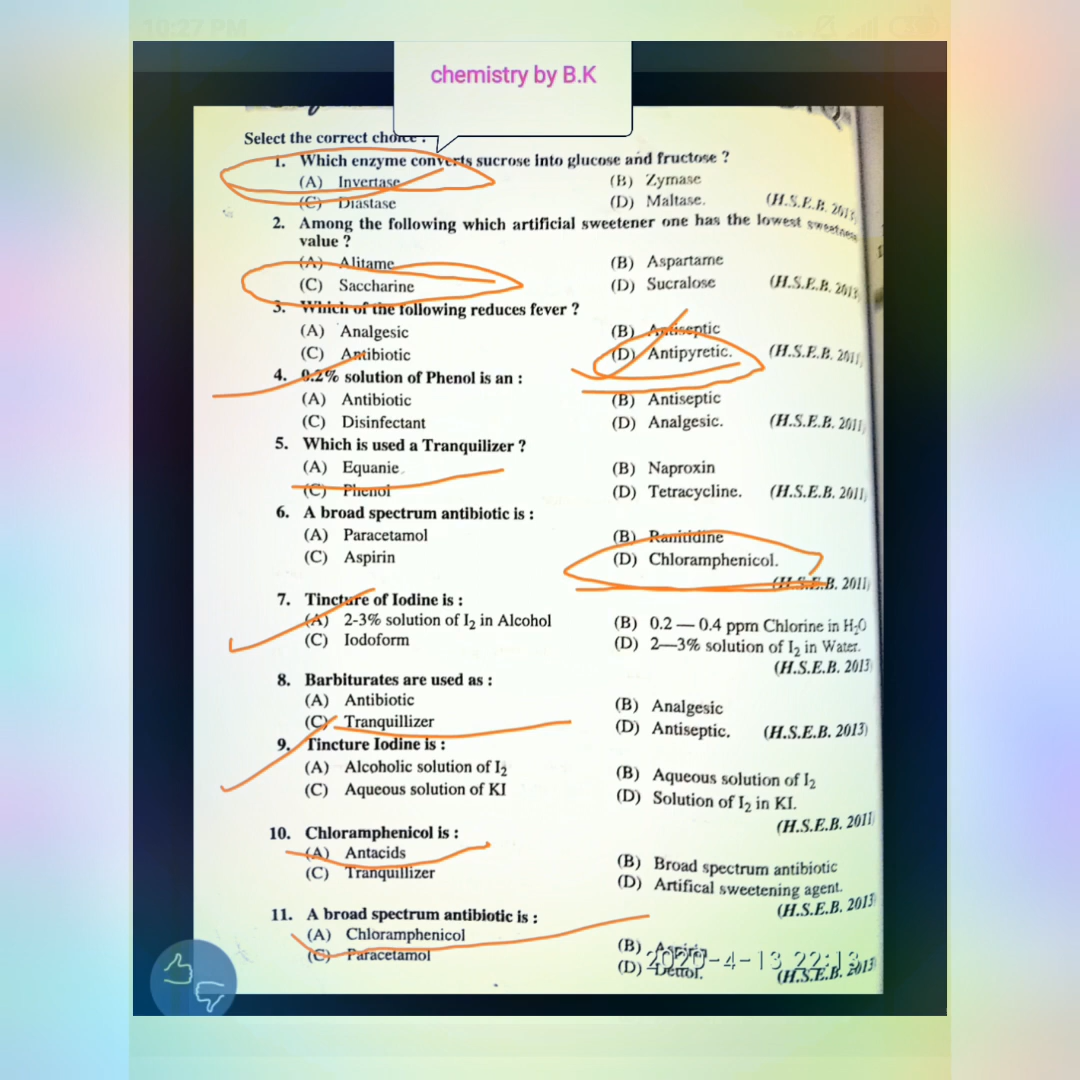 10:27 PM
chemistry by B.K
Select the correct choice :
1. Which enzyme converts sucrose into glucose and fructose ?
(A) Invertase (B) Zymase
(C) Diastase (D) Maltase. (H.S.E.B. 2013
2. Among the following which artificial sweetener one has the lowest sweetness
value ?
(A) Alitame (B) Aspartame
(C) Saccharine (D) Sucralose (H.S.E.B. 2013
3. Which of the following reduces fever ?
(A) Analgesic (B) Antiseptic
(C) Antibiotic (D) Antipyretic. (H.S.E.B. 2011)
4. 0.2% solution of Phenol is an :
(A) Antibiotic (B) Antiseptic
(C) Disinfectant (D) Analgesic. (H.S.E.B. 2011)
5. Which is used a Tranquilizer ?
(A) Equanie (B) Naproxin
(C) Phenol (D) Tetracycline. (H.S.E.B. 2011)
6. A broad spectrum antibiotic is :
(A) Paracetamol (B) Ranitidine
(C) Aspirin (D) Chloramphenicol.
(H.S.E.B. 2011)
7. Tincture of Iodine is :
(A) 2-3% solution of I₂ in Alcohol (B) 0.2 — 0.4 ppm Chlorine in H₂O
(C) Iodoform (D) 2—3% solution of I₂ in Water.
(H.S.E.B. 2013)
8. Barbiturates are used as :
(A) Antibiotic (B) Analgesic
(C) Tranquillizer (D) Antiseptic. (H.S.E.B. 2013)
9. Tincture Iodine is :
(A) Alcoholic solution of I₂ (B) Aqueous solution of I₂
(C) Aqueous solution of KI (D) Solution of I₂ in KI.
(H.S.E.B. 2011)
10. Chloramphenicol is :
(A) Antacids (B) Broad spectrum antibiotic
(C) Tranquillizer (D) Artifical sweetening agent.
(H.S.E.B. 2013)
11. A broad spectrum antibiotic is :
(A) Chloramphenicol (B) Aspirin
(C) Paracetamol (D) Dettol. (H.S.E.B. 2013)
2020-4-13 22:13